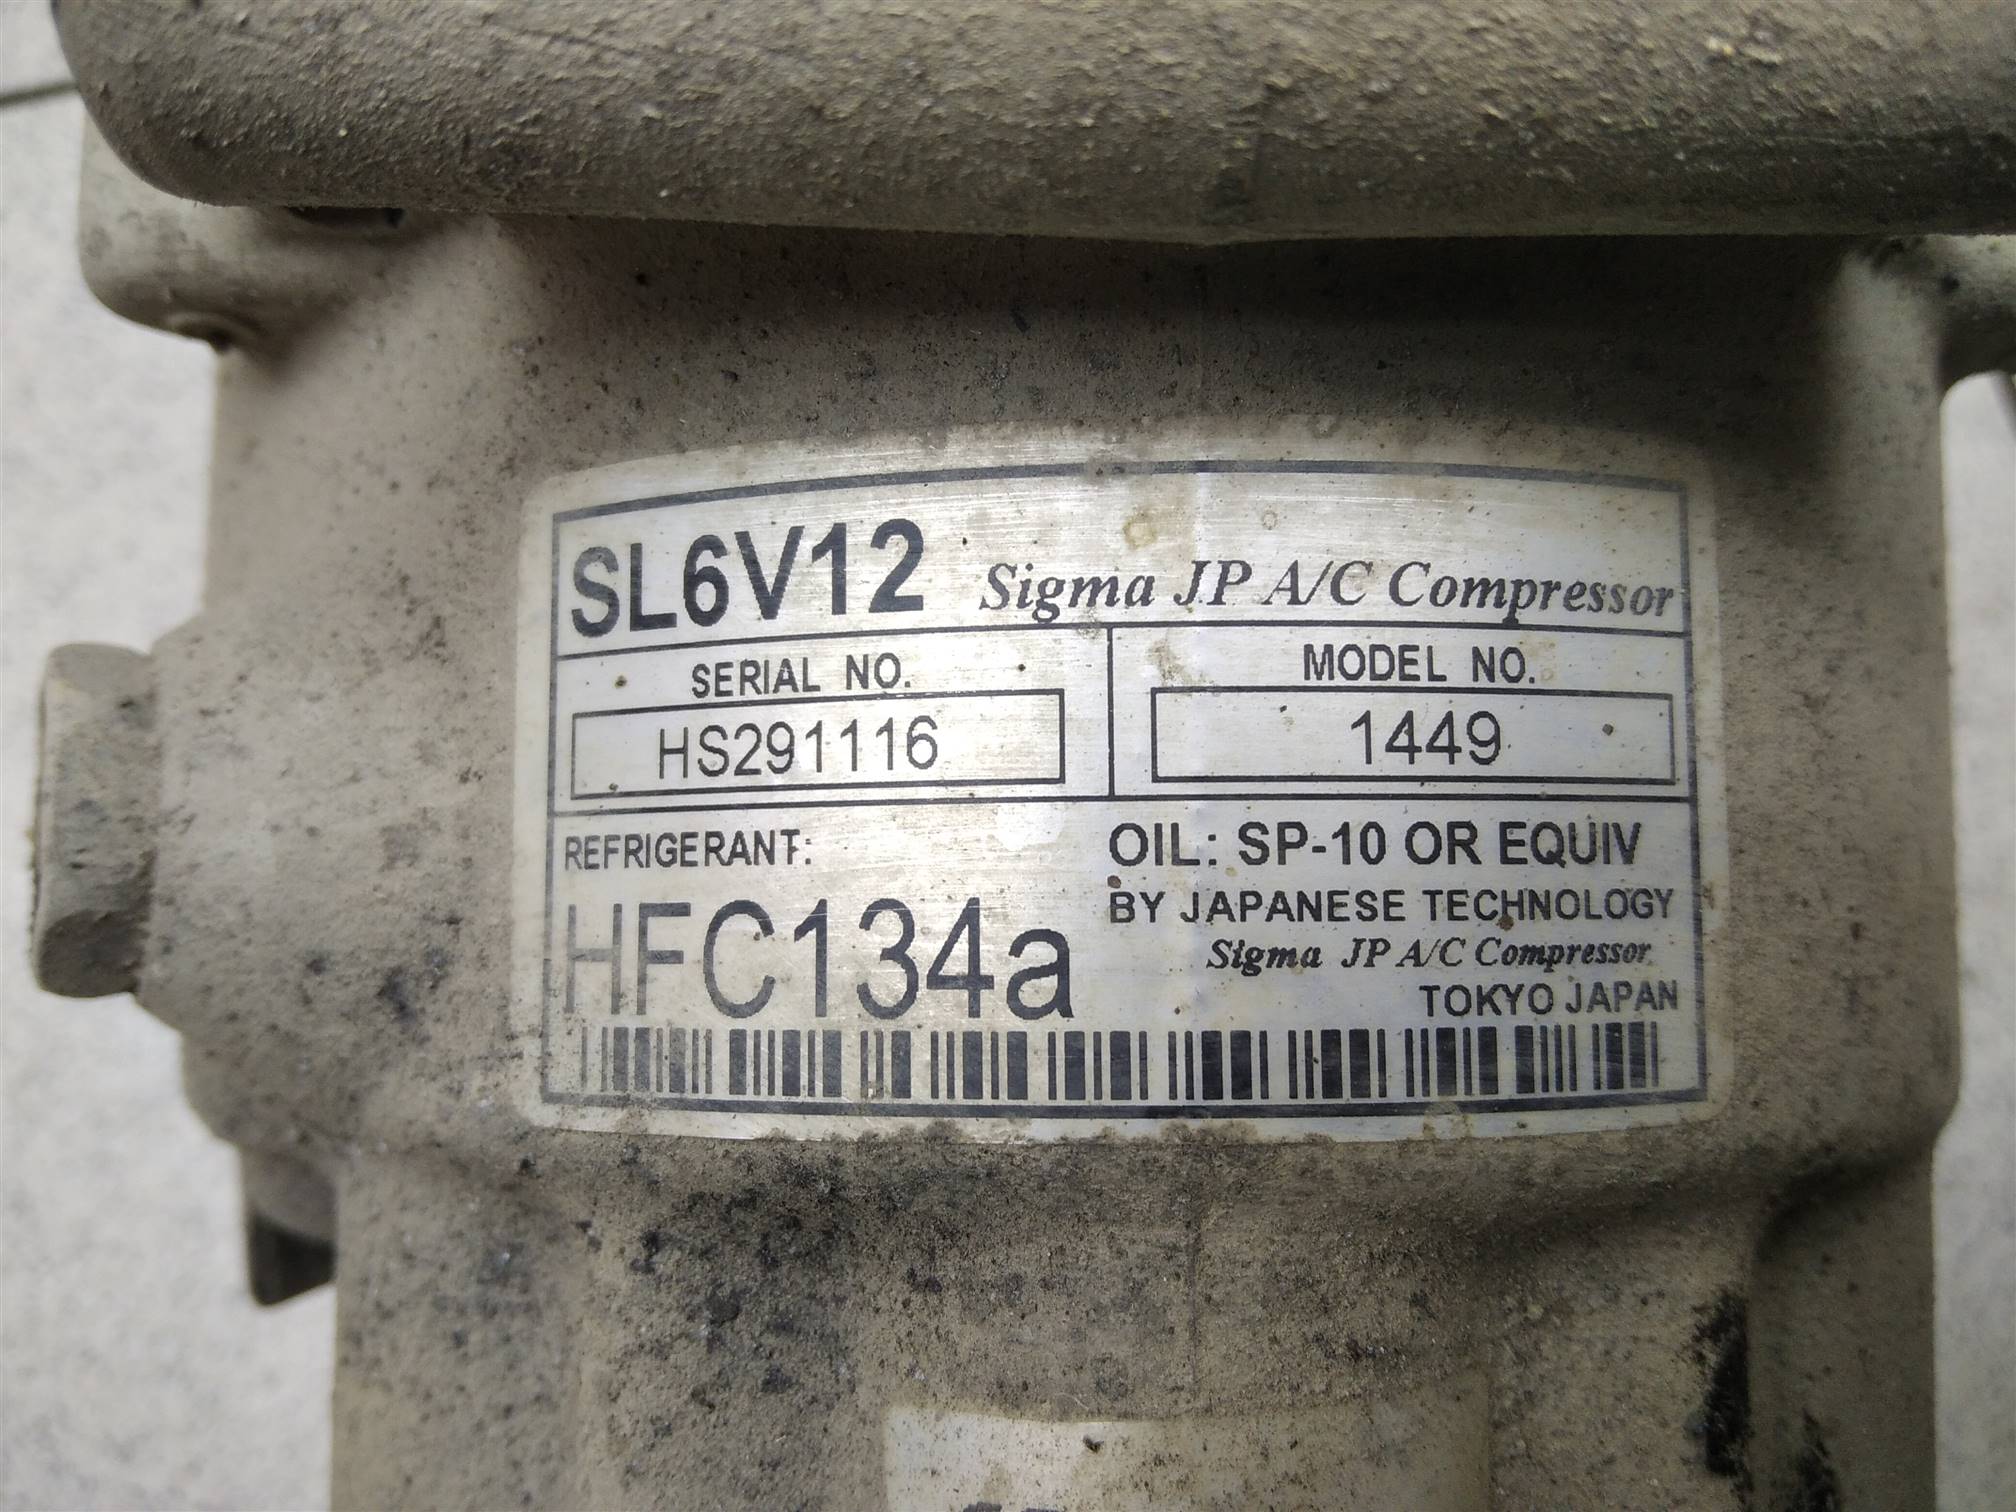 SL6V12 Sigma JP A/C Compressor
SERIAL NO. MODEL NO.
HS291116 1449
REFRIGERANT: OIL: SP-10 OR EQUIV
BY JAPANESE TECHNOLOGY
HFC134a Sigma JP A/C Compressor
TOKYO JAPAN